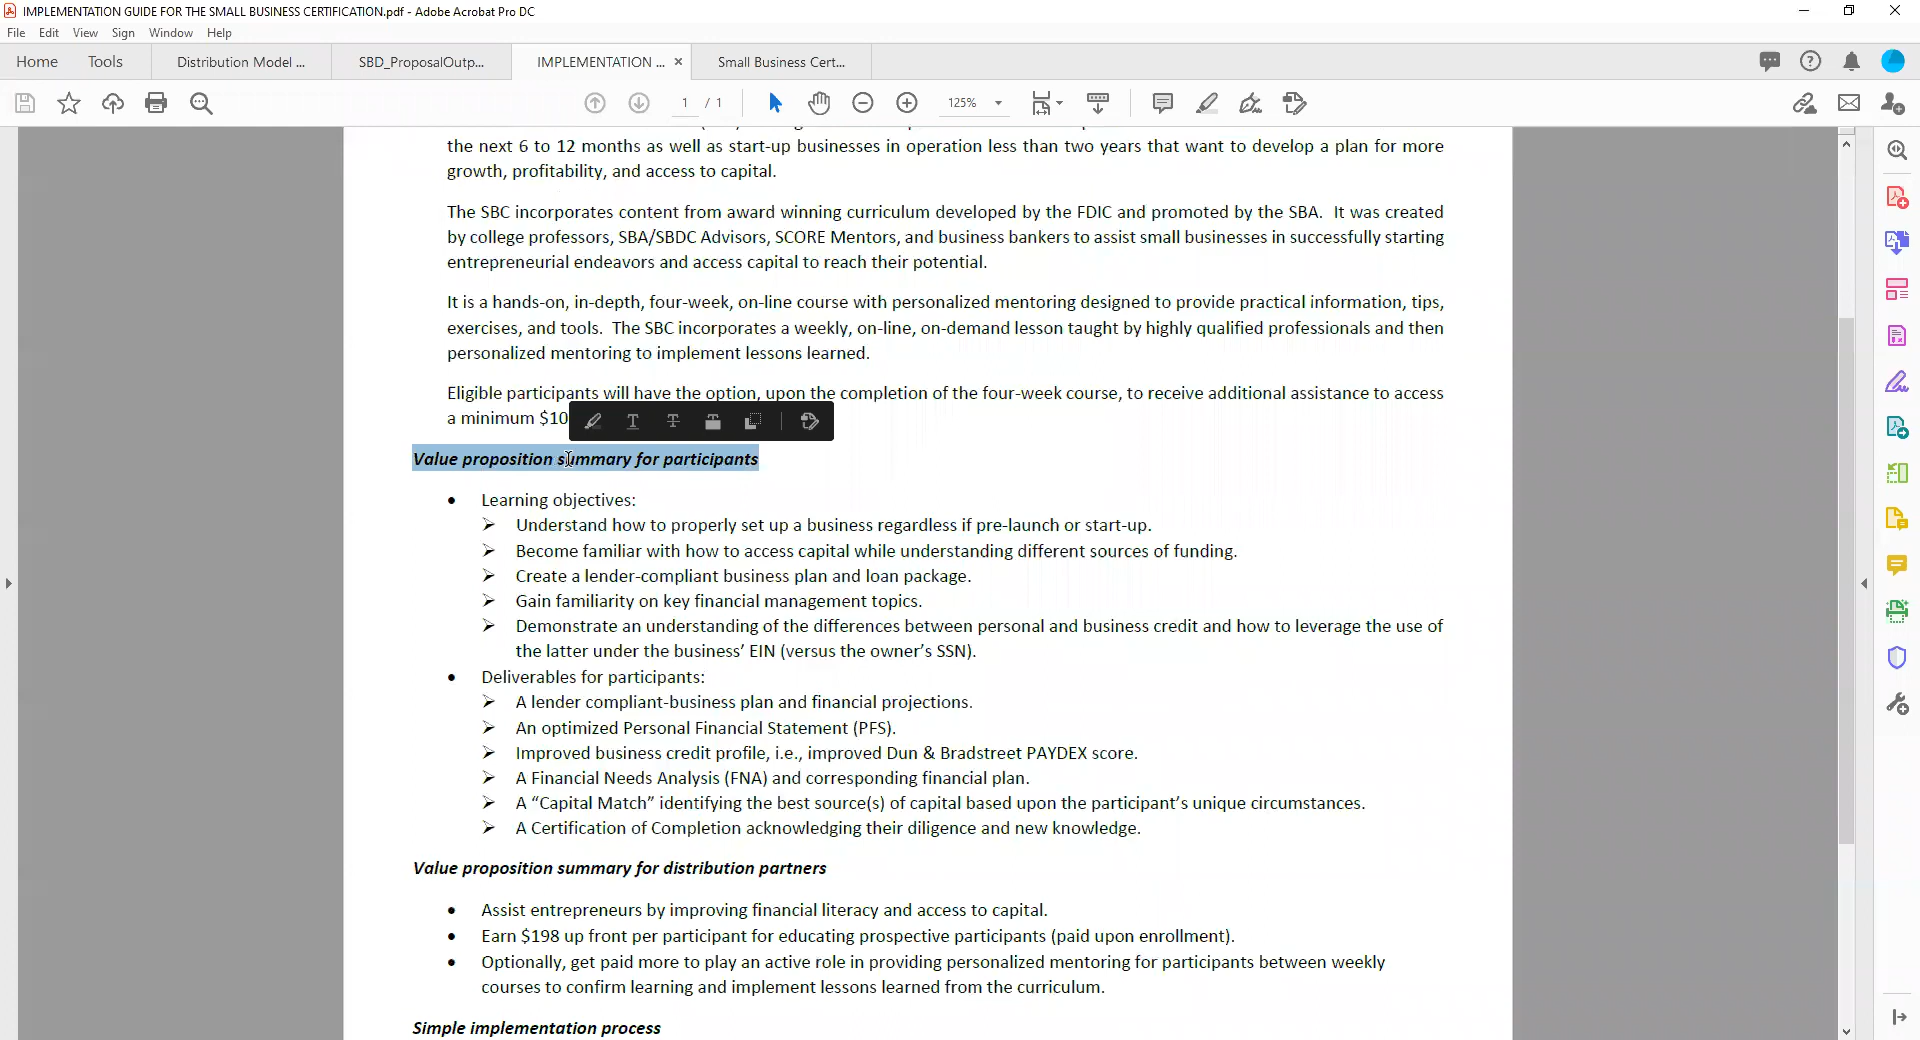 IMPLEMENTATION GUIDE FOR THE SMALL BUSINESS CERTIFICATION.pdf - Adobe Acrobat Pro DC
File Edit View Sign Window Help
Home Tools Distribution Model ... SBD_ProposalOutp... IMPLEMENTATION ... × Small Business Cert...
1 / 1 125%
the next 6 to 12 months as well as start-up businesses in operation less than two years that want to develop a plan for more
growth, profitability, and access to capital.
The SBC incorporates content from award winning curriculum developed by the FDIC and promoted by the SBA. It was created
by college professors, SBA/SBDC Advisors, SCORE Mentors, and business bankers to assist small businesses in successfully starting
entrepreneurial endeavors and access capital to reach their potential.
It is a hands-on, in-depth, four-week, on-line course with personalized mentoring designed to provide practical information, tips,
exercises, and tools. The SBC incorporates a weekly, on-line, on-demand lesson taught by highly qualified professionals and then
personalized mentoring to implement lessons learned.
Eligible participants will have the option, upon the completion of the four-week course, to receive additional assistance to access
a minimum $10
Value proposition summary for participants
• Learning objectives:
➢ Understand how to properly set up a business regardless if pre-launch or start-up.
➢ Become familiar with how to access capital while understanding different sources of funding.
➢ Create a lender-compliant business plan and loan package.
➢ Gain familiarity on key financial management topics.
➢ Demonstrate an understanding of the differences between personal and business credit and how to leverage the use of
the latter under the business’ EIN (versus the owner’s SSN).
• Deliverables for participants:
➢ A lender compliant-business plan and financial projections.
➢ An optimized Personal Financial Statement (PFS).
➢ Improved business credit profile, i.e., improved Dun & Bradstreet PAYDEX score.
➢ A Financial Needs Analysis (FNA) and corresponding financial plan.
➢ A “Capital Match” identifying the best source(s) of capital based upon the participant’s unique circumstances.
➢ A Certification of Completion acknowledging their diligence and new knowledge.
Value proposition summary for distribution partners
• Assist entrepreneurs by improving financial literacy and access to capital.
• Earn $198 up front per participant for educating prospective participants (paid upon enrollment).
• Optionally, get paid more to play an active role in providing personalized mentoring for participants between weekly
courses to confirm learning and implement lessons learned from the curriculum.
Simple implementation process